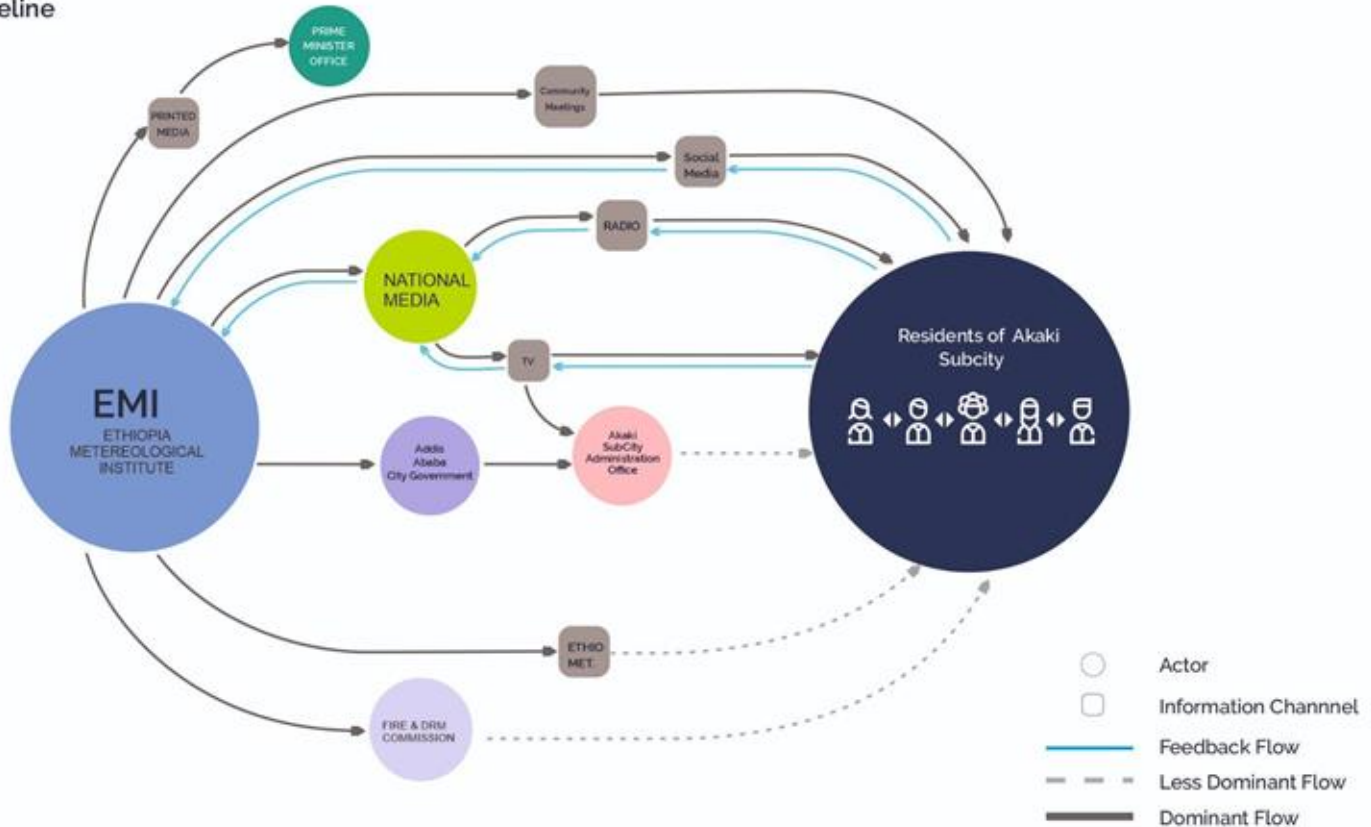 eline
PRIME
MINISTER
OFFICE
PRINTED
MEDIA
Community
Meetings
Social
Media
RADIO
NATIONAL
MEDIA
TV
Residents of Akaki
Subcity
EMI
ETHIOPIA
METEREOLOGICAL
INSTITUTE
Addis
Ababa
City Government
Akaki
SubCity
Administration
Office
ETHIO
MET.
FIRE & DRM
COMMISSION
Actor
Information Channnel
Feedback Flow
Less Dominant Flow
Dominant Flow